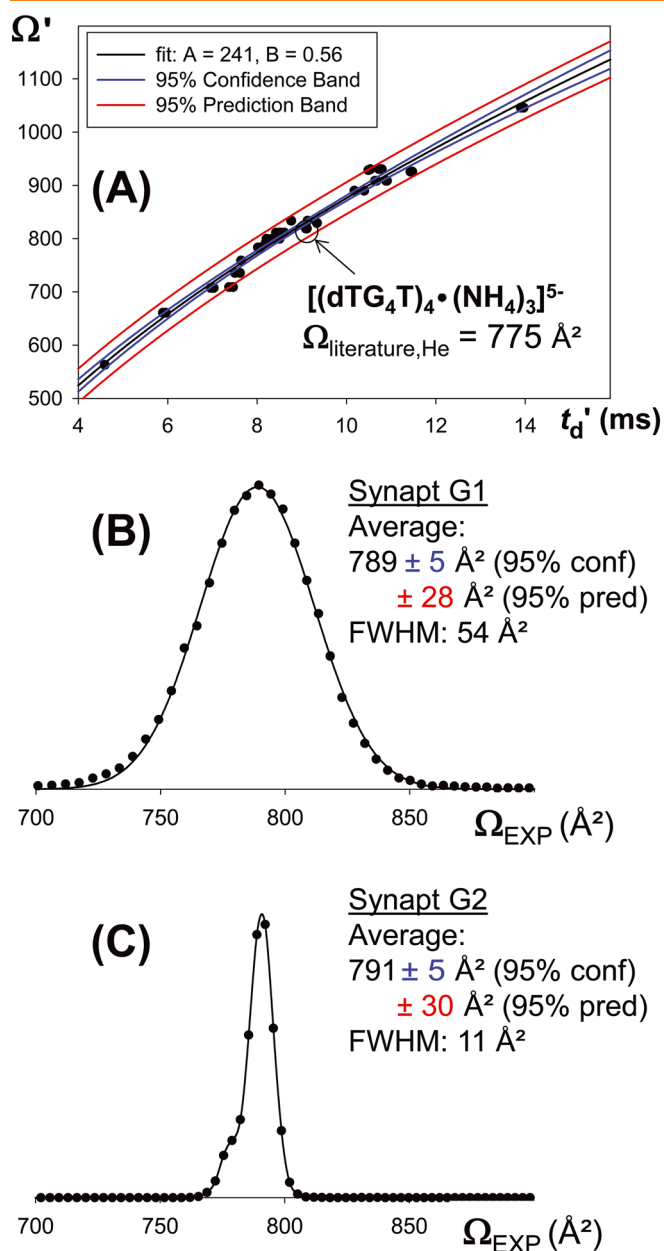 Ω'
fit: A = 241, B = 0.56
95% Confidence Band
95% Prediction Band
1100
1000
900
800
700
600
500
(A)
[(dTG₄T)₄•(NH₄)₃]⁵⁻
Ωliterature,He = 775 Å²
4 6 8 10 12 14
td' (ms)
(B)
Synapt G1
Average:
789 ± 5 Å² (95% conf)
± 28 Å² (95% pred)
FWHM: 54 Å²
700 750 800 850
ΩEXP (Å²)
(C)
Synapt G2
Average:
791 ± 5 Å² (95% conf)
± 30 Å² (95% pred)
FWHM: 11 Å²
700 750 800 850
ΩEXP (Å²)